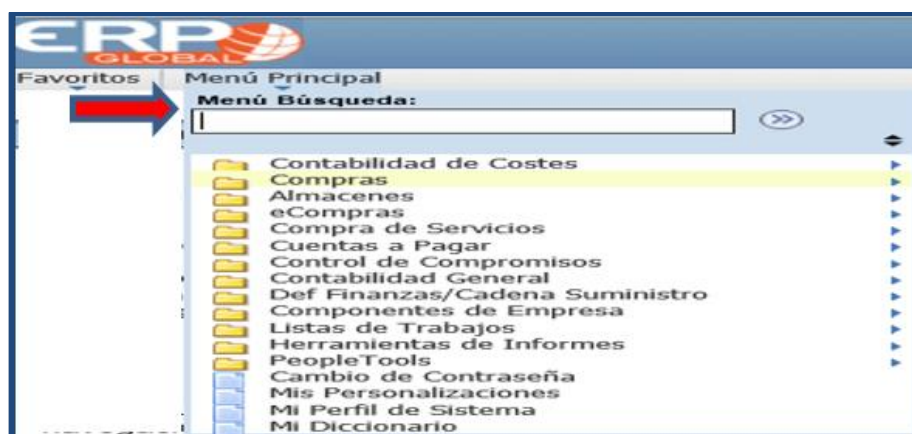 ERP
GLOBAL
Favoritos Menú Principal
Menú Búsqueda:
Contabilidad de Costes
Compras
Almacenes
eCompras
Compra de Servicios
Cuentas a Pagar
Control de Compromisos
Contabilidad General
Def Finanzas/Cadena Suministro
Componentes de Empresa
Listas de Trabajos
Herramientas de Informes
PeopleTools
Cambio de Contraseña
Mis Personalizaciones
Mi Perfil de Sistema
Mi Diccionario